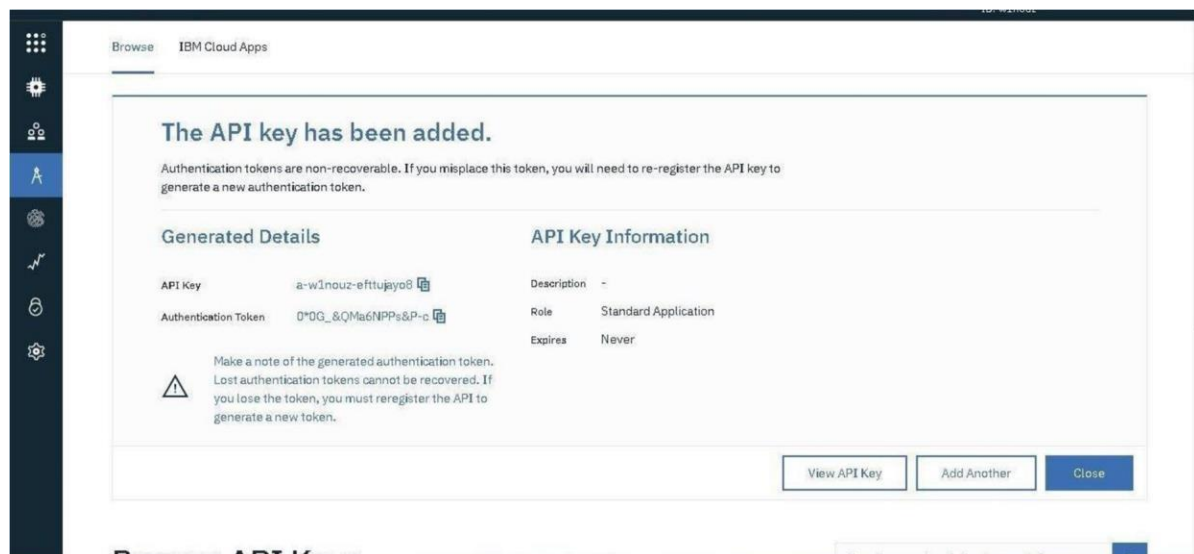 Browse IBM Cloud Apps
The API key has been added.
Authentication tokens are non-recoverable. If you misplace this token, you will need to re-register the API key to
generate a new authentication token.
Generated Details
API Key Information
API Key a-w1nouz-efttujayo8
Description -
Authentication Token 0*0G_&QMa6NPPs&P-c
Role Standard Application
Expires Never
Make a note of the generated authentication token.
Lost authentication tokens cannot be recovered. If
you lose the token, you must reregister the API to
generate a new token.
View API Key Add Another Close